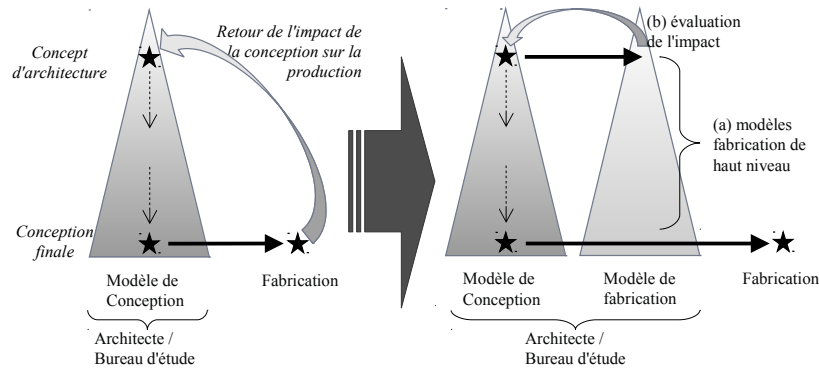 Concept
d'architecture
Retour de l'impact de
la conception sur la
production
Conception
finale
Modèle de
Conception
Fabrication
Architecte /
Bureau d'étude
(b) évaluation
de l'impact
(a) modèles
fabrication de
haut niveau
Modèle de
Conception
Modèle de
fabrication
Fabrication
Architecte /
Bureau d'étude